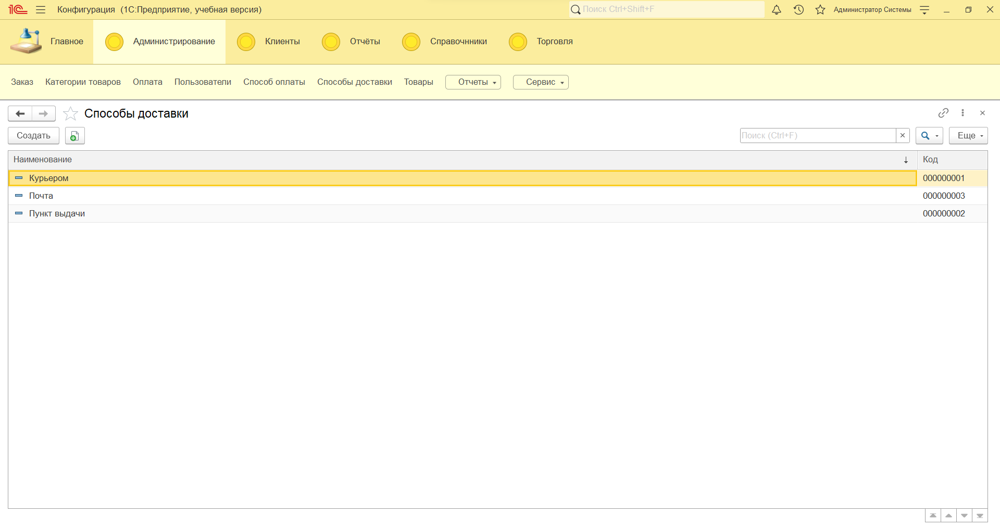 1С Конфигурация (1С:Предприятие, учебная версия) Поиск Ctrl+Shift+F Администратор Системы
Главное Администрирование Клиенты Отчёты Справочнники Торговля
Заказ Категории товаров Оплата Пользователи Способ оплаты Способы доставки Товары Отчеты Сервис
Способы доставки
Создать Поиск (Ctrl+F) Еще
Наименование Код
Курьером 000000001
Почта 000000003
Пункт выдачи 000000002